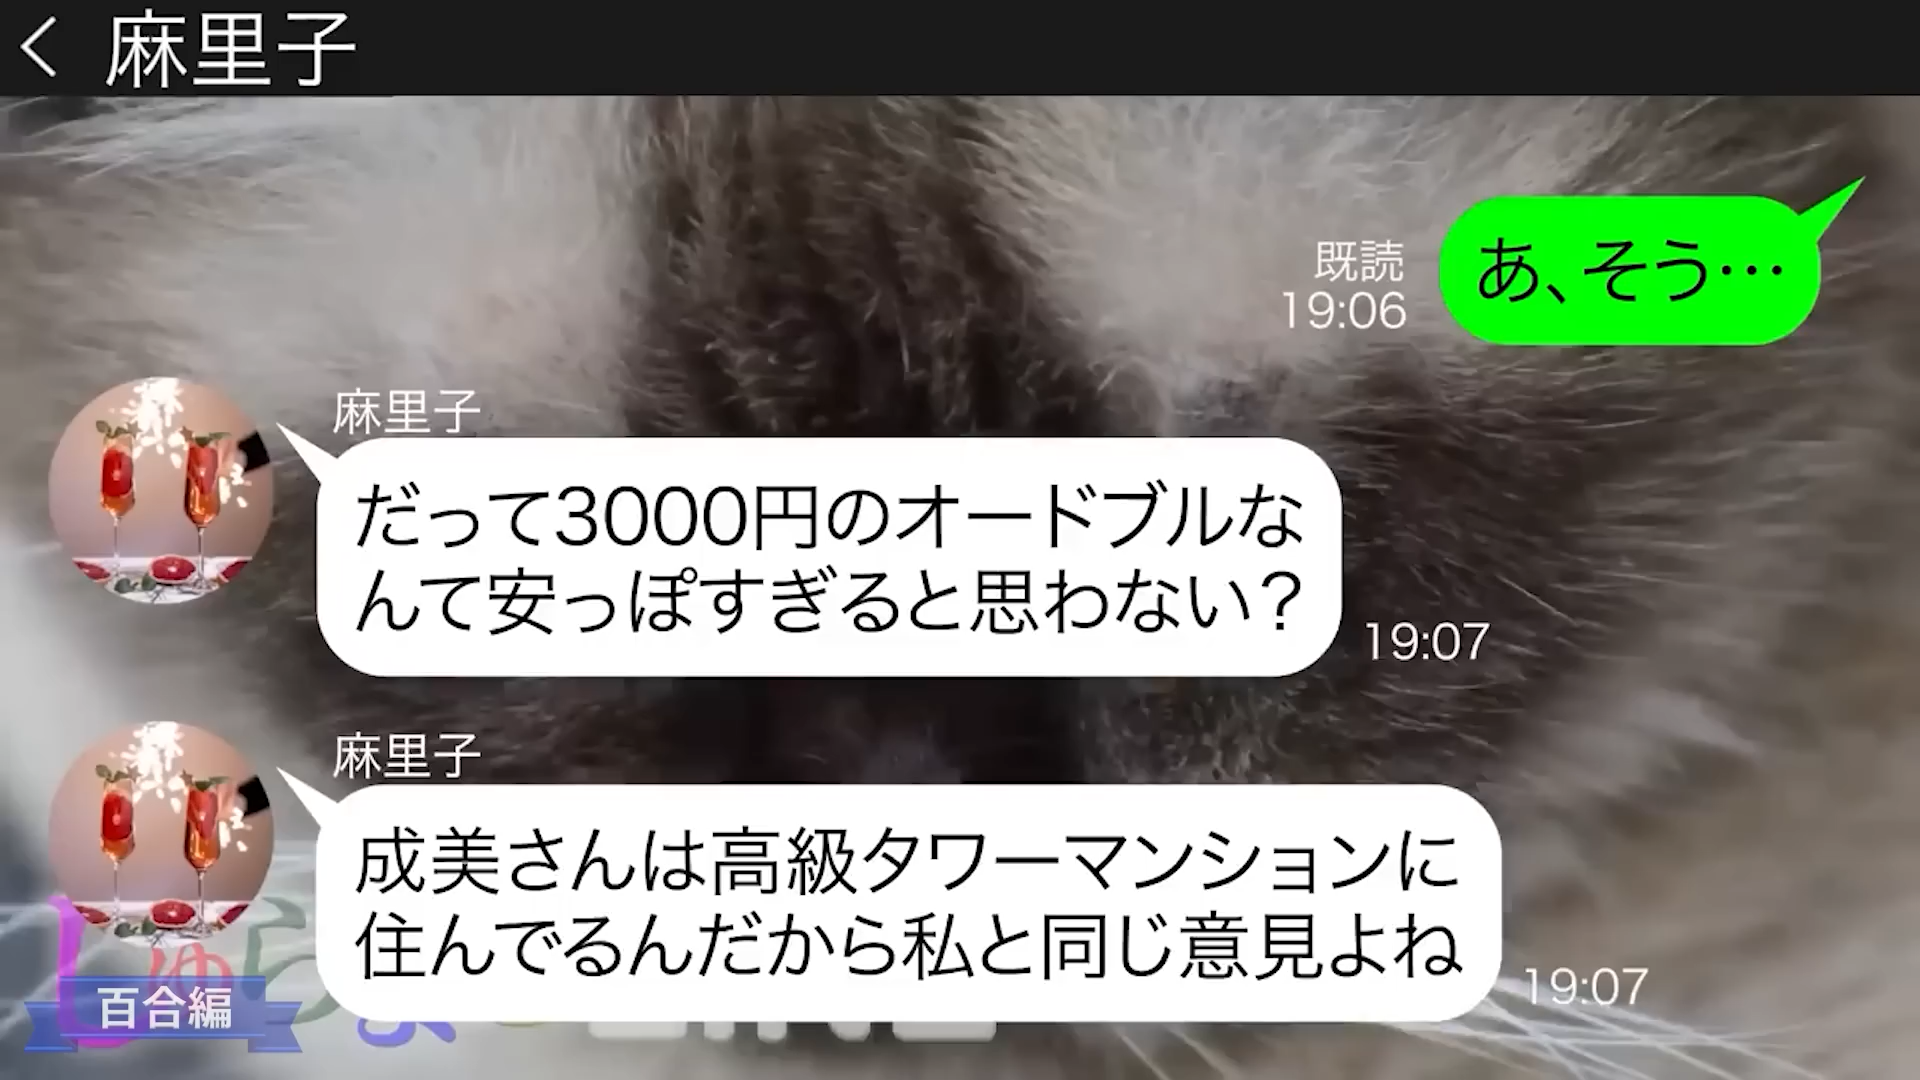 麻里子
あ、そう…
既読
19:06
麻里子
だって3000円のオードブルな
んて安っぽすぎると思わない？
19:07
麻里子
成美さんは高級タワーマンションに
住んでるんだから私と同じ意見よね
19:07
百合編